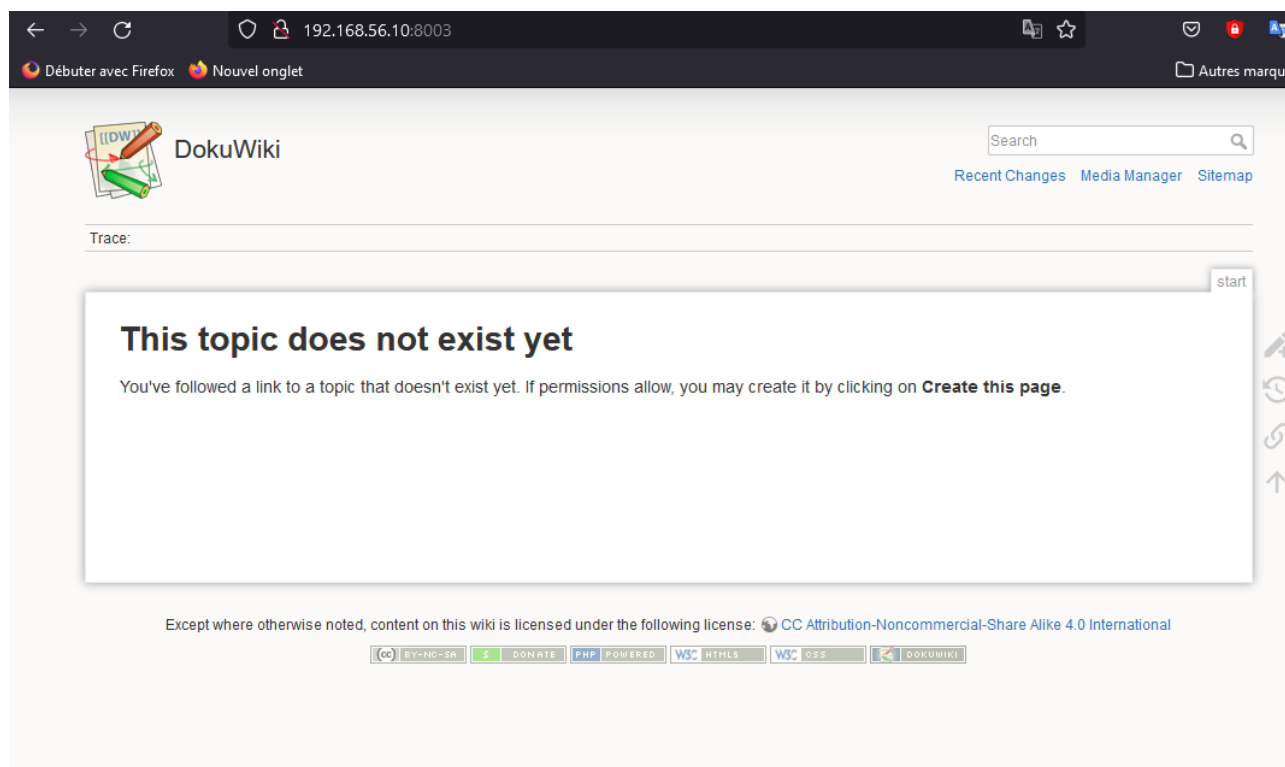 192.168.56.10:8003
Débuter avec Firefox Nouvel onglet Autres marqu
[[DW]]
DokuWiki
Search
Recent Changes Media Manager Sitemap
Trace:
start
This topic does not exist yet
You've followed a link to a topic that doesn't exist yet. If permissions allow, you may create it by clicking on Create this page.
Except where otherwise noted, content on this wiki is licensed under the following license: CC Attribution-Noncommercial-Share Alike 4.0 International
(cc) BY-NC-SA $ DONATE PHP POWERED W3C HTML5 W3C CSS DOKUWIKI